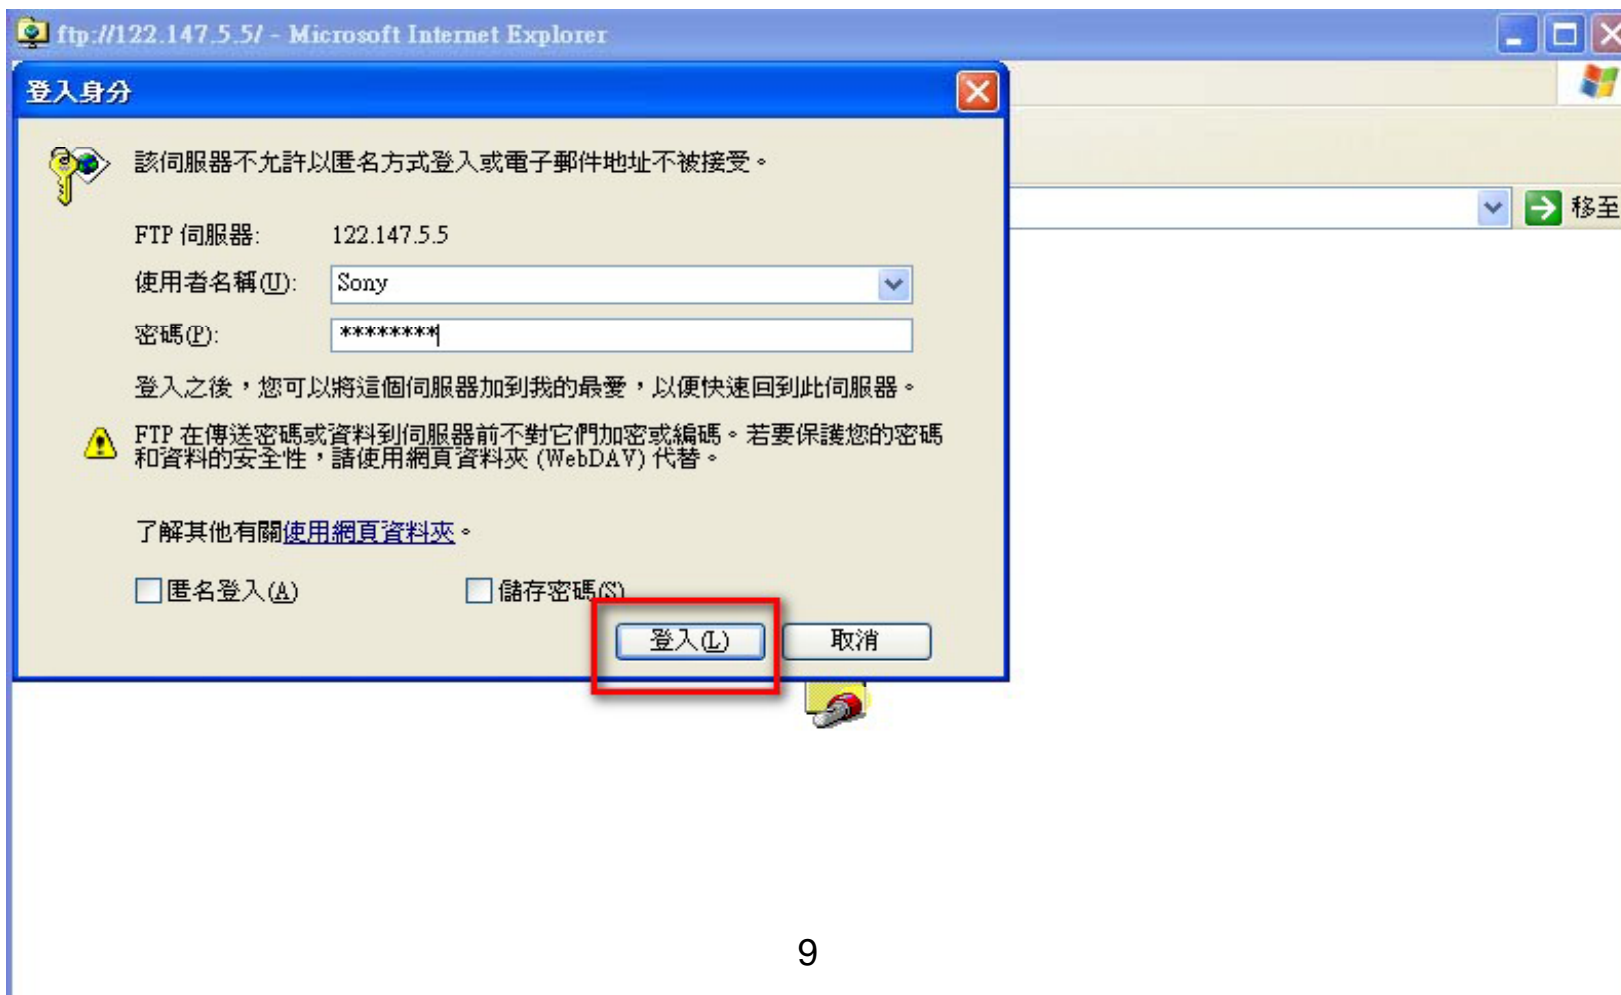 ftp://122.147.5.5/ - Microsoft Internet Explorer
登入身分
該伺服器不允許以匿名方式登入或電子郵件地址不被接受。
FTP 伺服器: 122.147.5.5
使用者名稱(U): Sony
密碼(P): ********
登入之後，您可以將這個伺服器加到我的最愛，以便快速回到此伺服器。
FTP 在傳送密碼或資料到伺服器前不對它們加密或編碼。若要保護您的密碼
和資料的安全性，請使用網頁資料夾 (WebDAV) 代替。
了解其他有關使用網頁資料夾。
匿名登入(A) 儲存密碼(S)
登入(L) 取消
移至
9